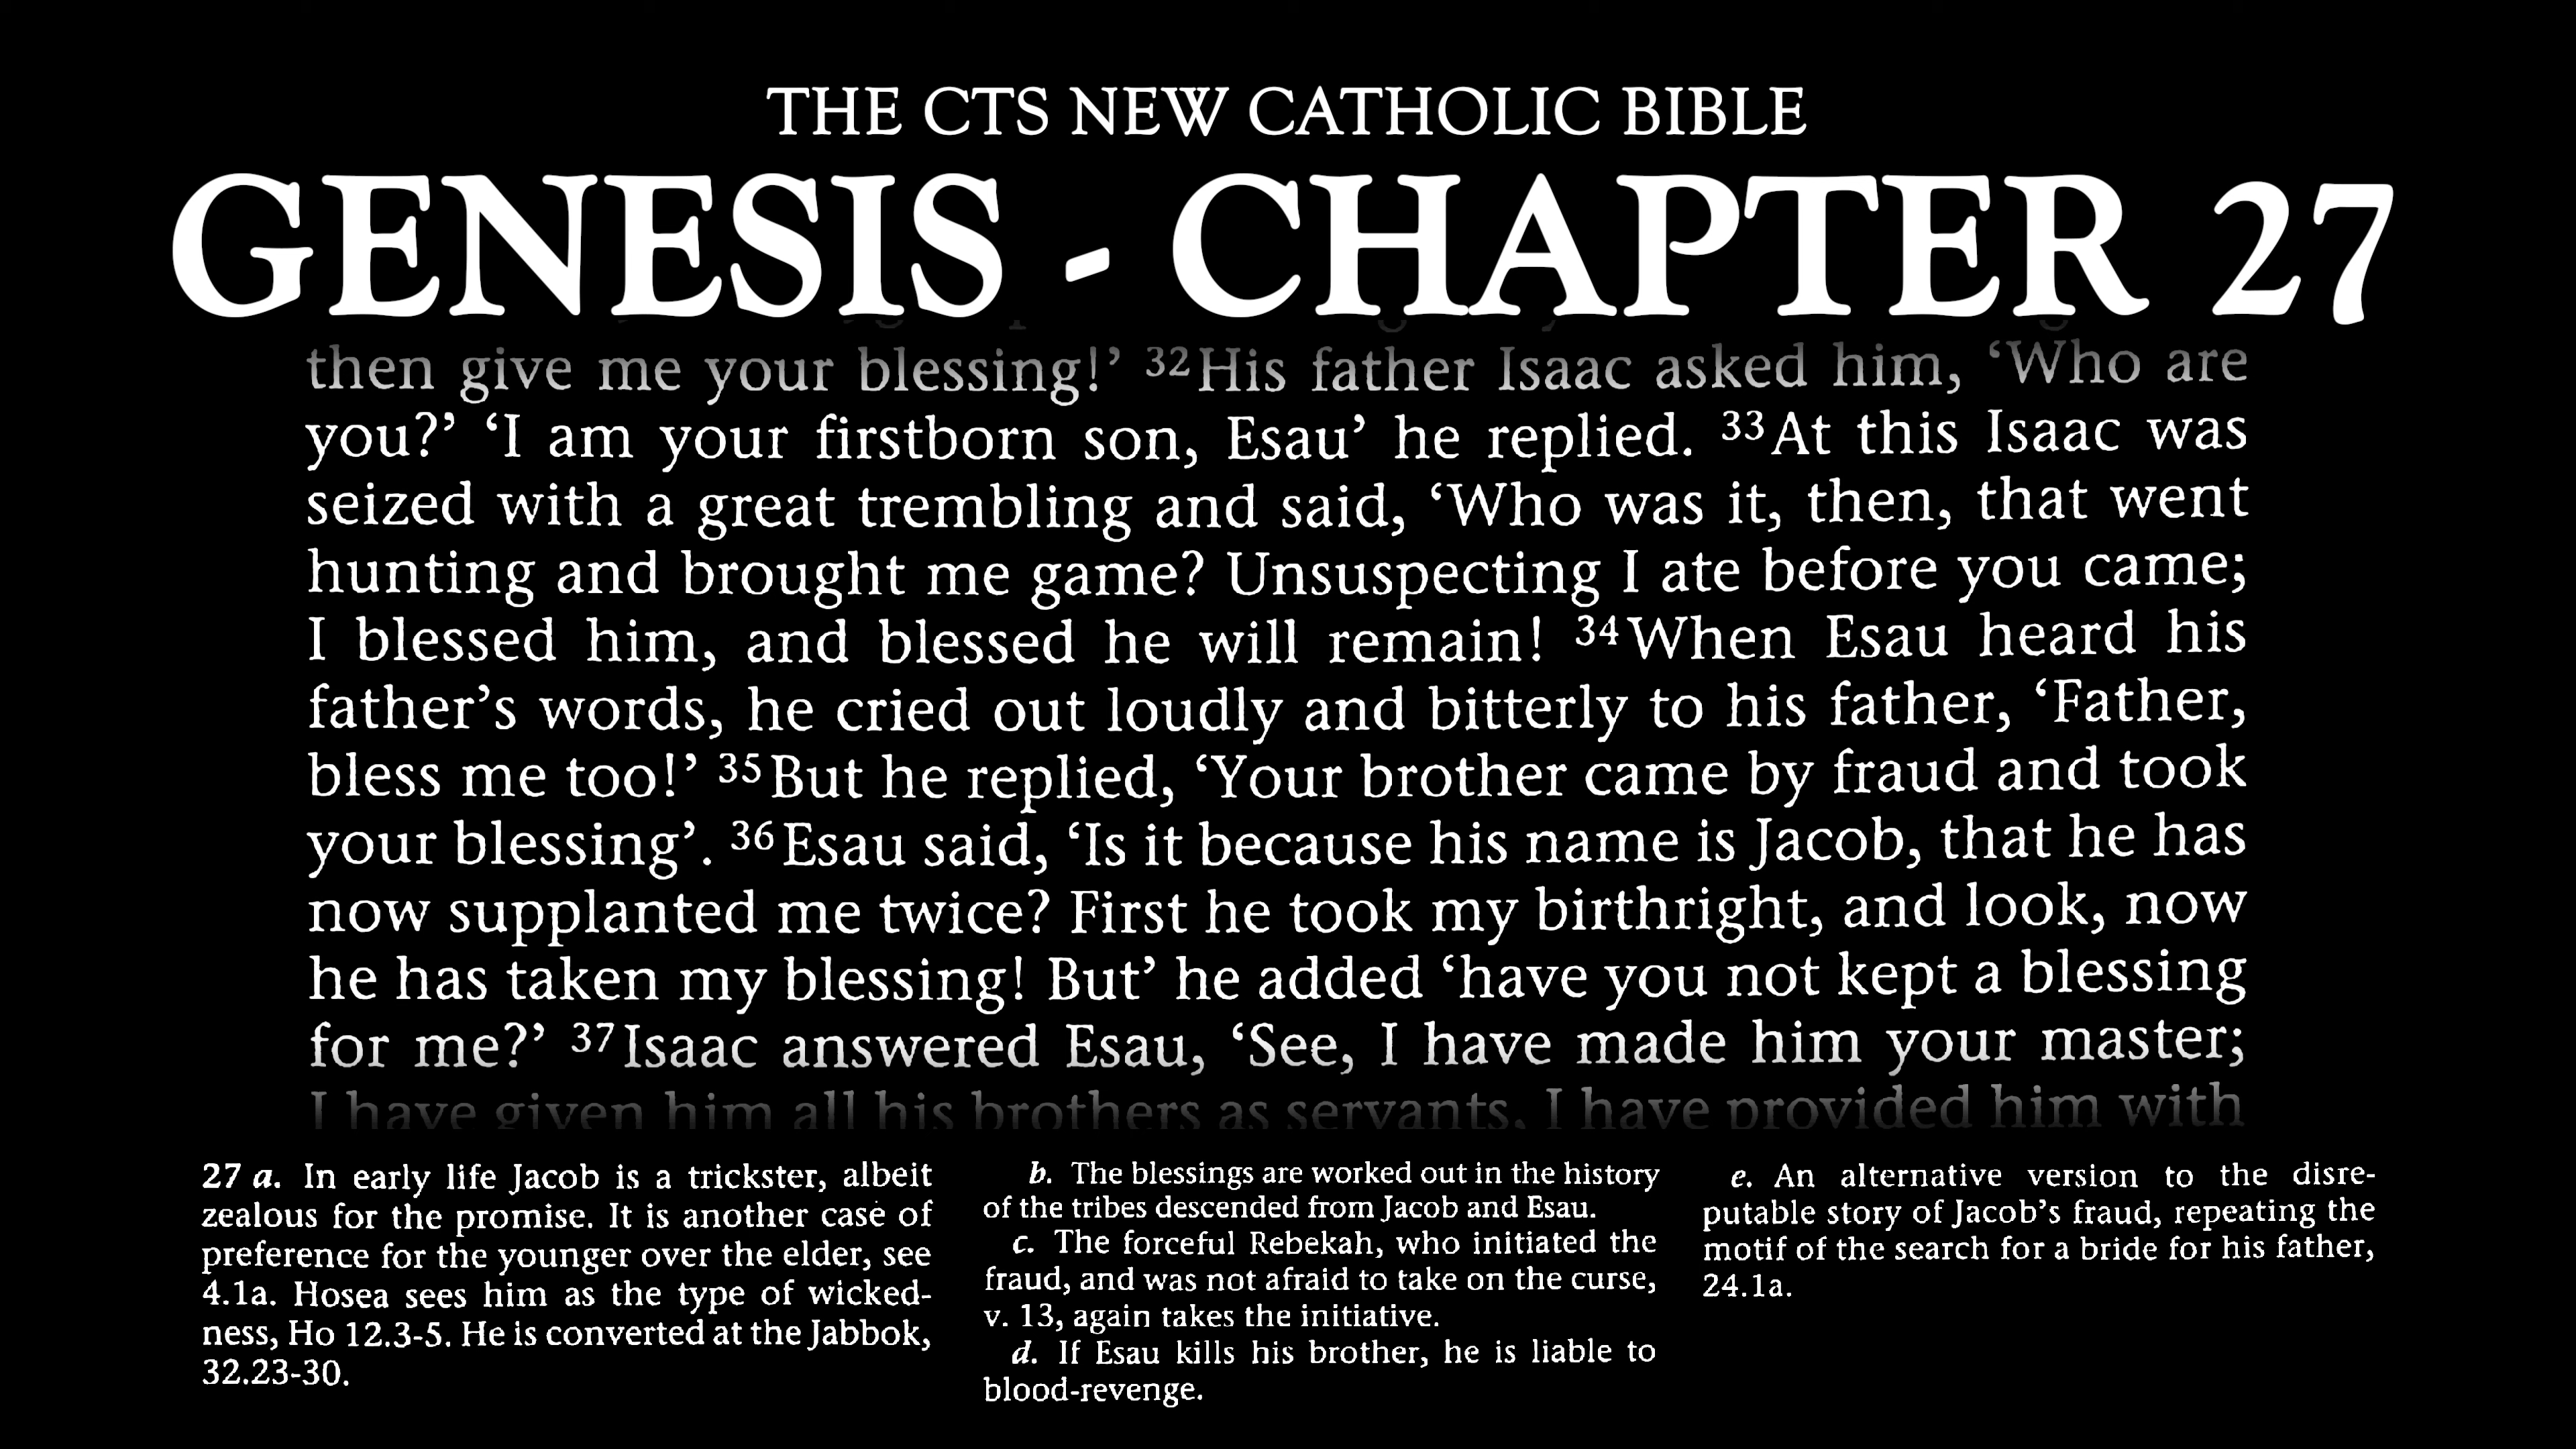 THE CTS NEW CATHOLIC BIBLE
GENESIS - CHAPTER 27
then give me your blessing!’ 32His father Isaac asked him, ‘Who are
you?’ ‘I am your firstborn son, Esau’ he replied. 33At this Isaac was
seized with a great trembling and said, ‘Who was it, then, that went
hunting and brought me game? Unsuspecting I ate before you came;
I blessed him, and blessed he will remain! 34When Esau heard his
father’s words, he cried out loudly and bitterly to his father, ‘Father,
bless me too!’ 35But he replied, ‘Your brother came by fraud and took
your blessing’. 36Esau said, ‘Is it because his name is Jacob, that he has
now supplanted me twice? First he took my birthright, and look, now
he has taken my blessing! But’ he added ‘have you not kept a blessing
for me?’ 37Isaac answered Esau, ‘See, I have made him your master;
I have given him all his brothers as servants, I have provided him with
27 a. In early life Jacob is a trickster, albeit
zealous for the promise. It is another case of
preference for the younger over the elder, see
4.1a. Hosea sees him as the type of wicked-
ness, Ho 12.3-5. He is converted at the Jabbok,
32.23-30.
b. The blessings are worked out in the history
of the tribes descended from Jacob and Esau.
c. The forceful Rebekah, who initiated the
fraud, and was not afraid to take on the curse,
v. 13, again takes the initiative.
d. If Esau kills his brother, he is liable to
blood-revenge.
e. An alternative version to the disre-
putable story of Jacob’s fraud, repeating the
motif of the search for a bride for his father,
24.1a.